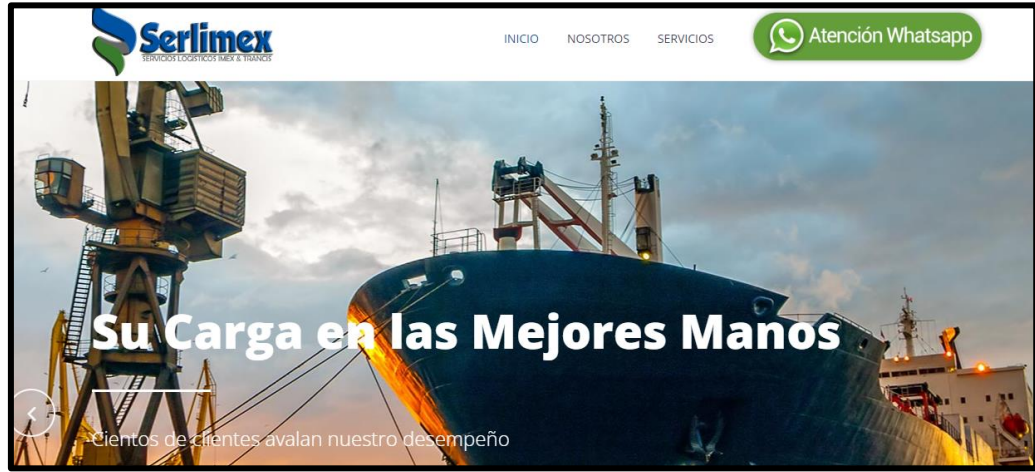 Serlimex
SERVICIOS LOGISTICOS IMEX & TRANCIS
INICIO
NOSOTROS
SERVICIOS
Atención Whatsapp
Su Carga en las Mejores Manos
Cientos de clientes avalan nuestro desempeño